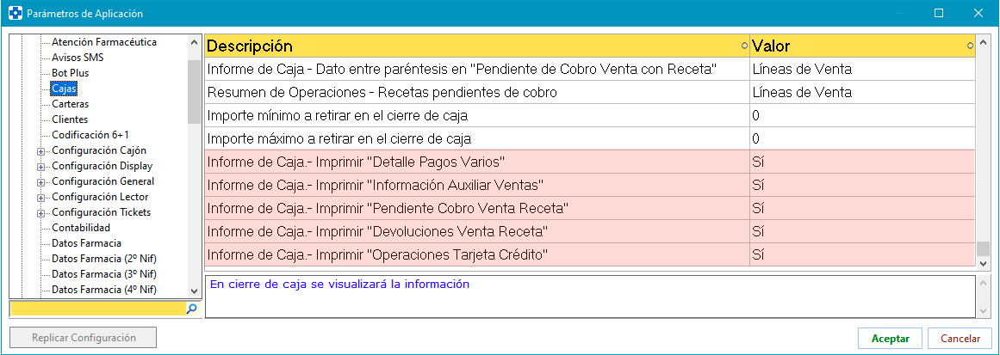 Parámetros de Aplicación
Atención Farmacéutica
Avisos SMS
Bot Plus
Cajas
Carteras
Clientes
Codificación 6+1
Configuración Cajón
Configuración Display
Configuración General
Configuración Lector
Configuración Tickets
Contabilidad
Datos Farmacia
Datos Farmacia (2º Nif)
Datos Farmacia (3º Nif)
Datos Farmacia (4º Nif)
Descripción Valor
Informe de Caja - Dato entre paréntesis en "Pendiente de Cobro Venta con Receta" Líneas de Venta
Resumen de Operaciones - Recetas pendientes de cobro Líneas de Venta
Importe mínimo a retirar en el cierre de caja 0
Importe máximo a retirar en el cierre de caja 0
Informe de Caja.- Imprimir "Detalle Pagos Varios" Sí
Informe de Caja.- Imprimir "Información Auxiliar Ventas" Sí
Informe de Caja.- Imprimir "Pendiente Cobro Venta Receta" Sí
Informe de Caja.- Imprimir "Devoluciones Venta Receta" Sí
Informe de Caja.- Imprimir "Operaciones Tarjeta Crédito" Sí
En cierre de caja se visualizará la información
Replicar Configuración
Aceptar
Cancelar